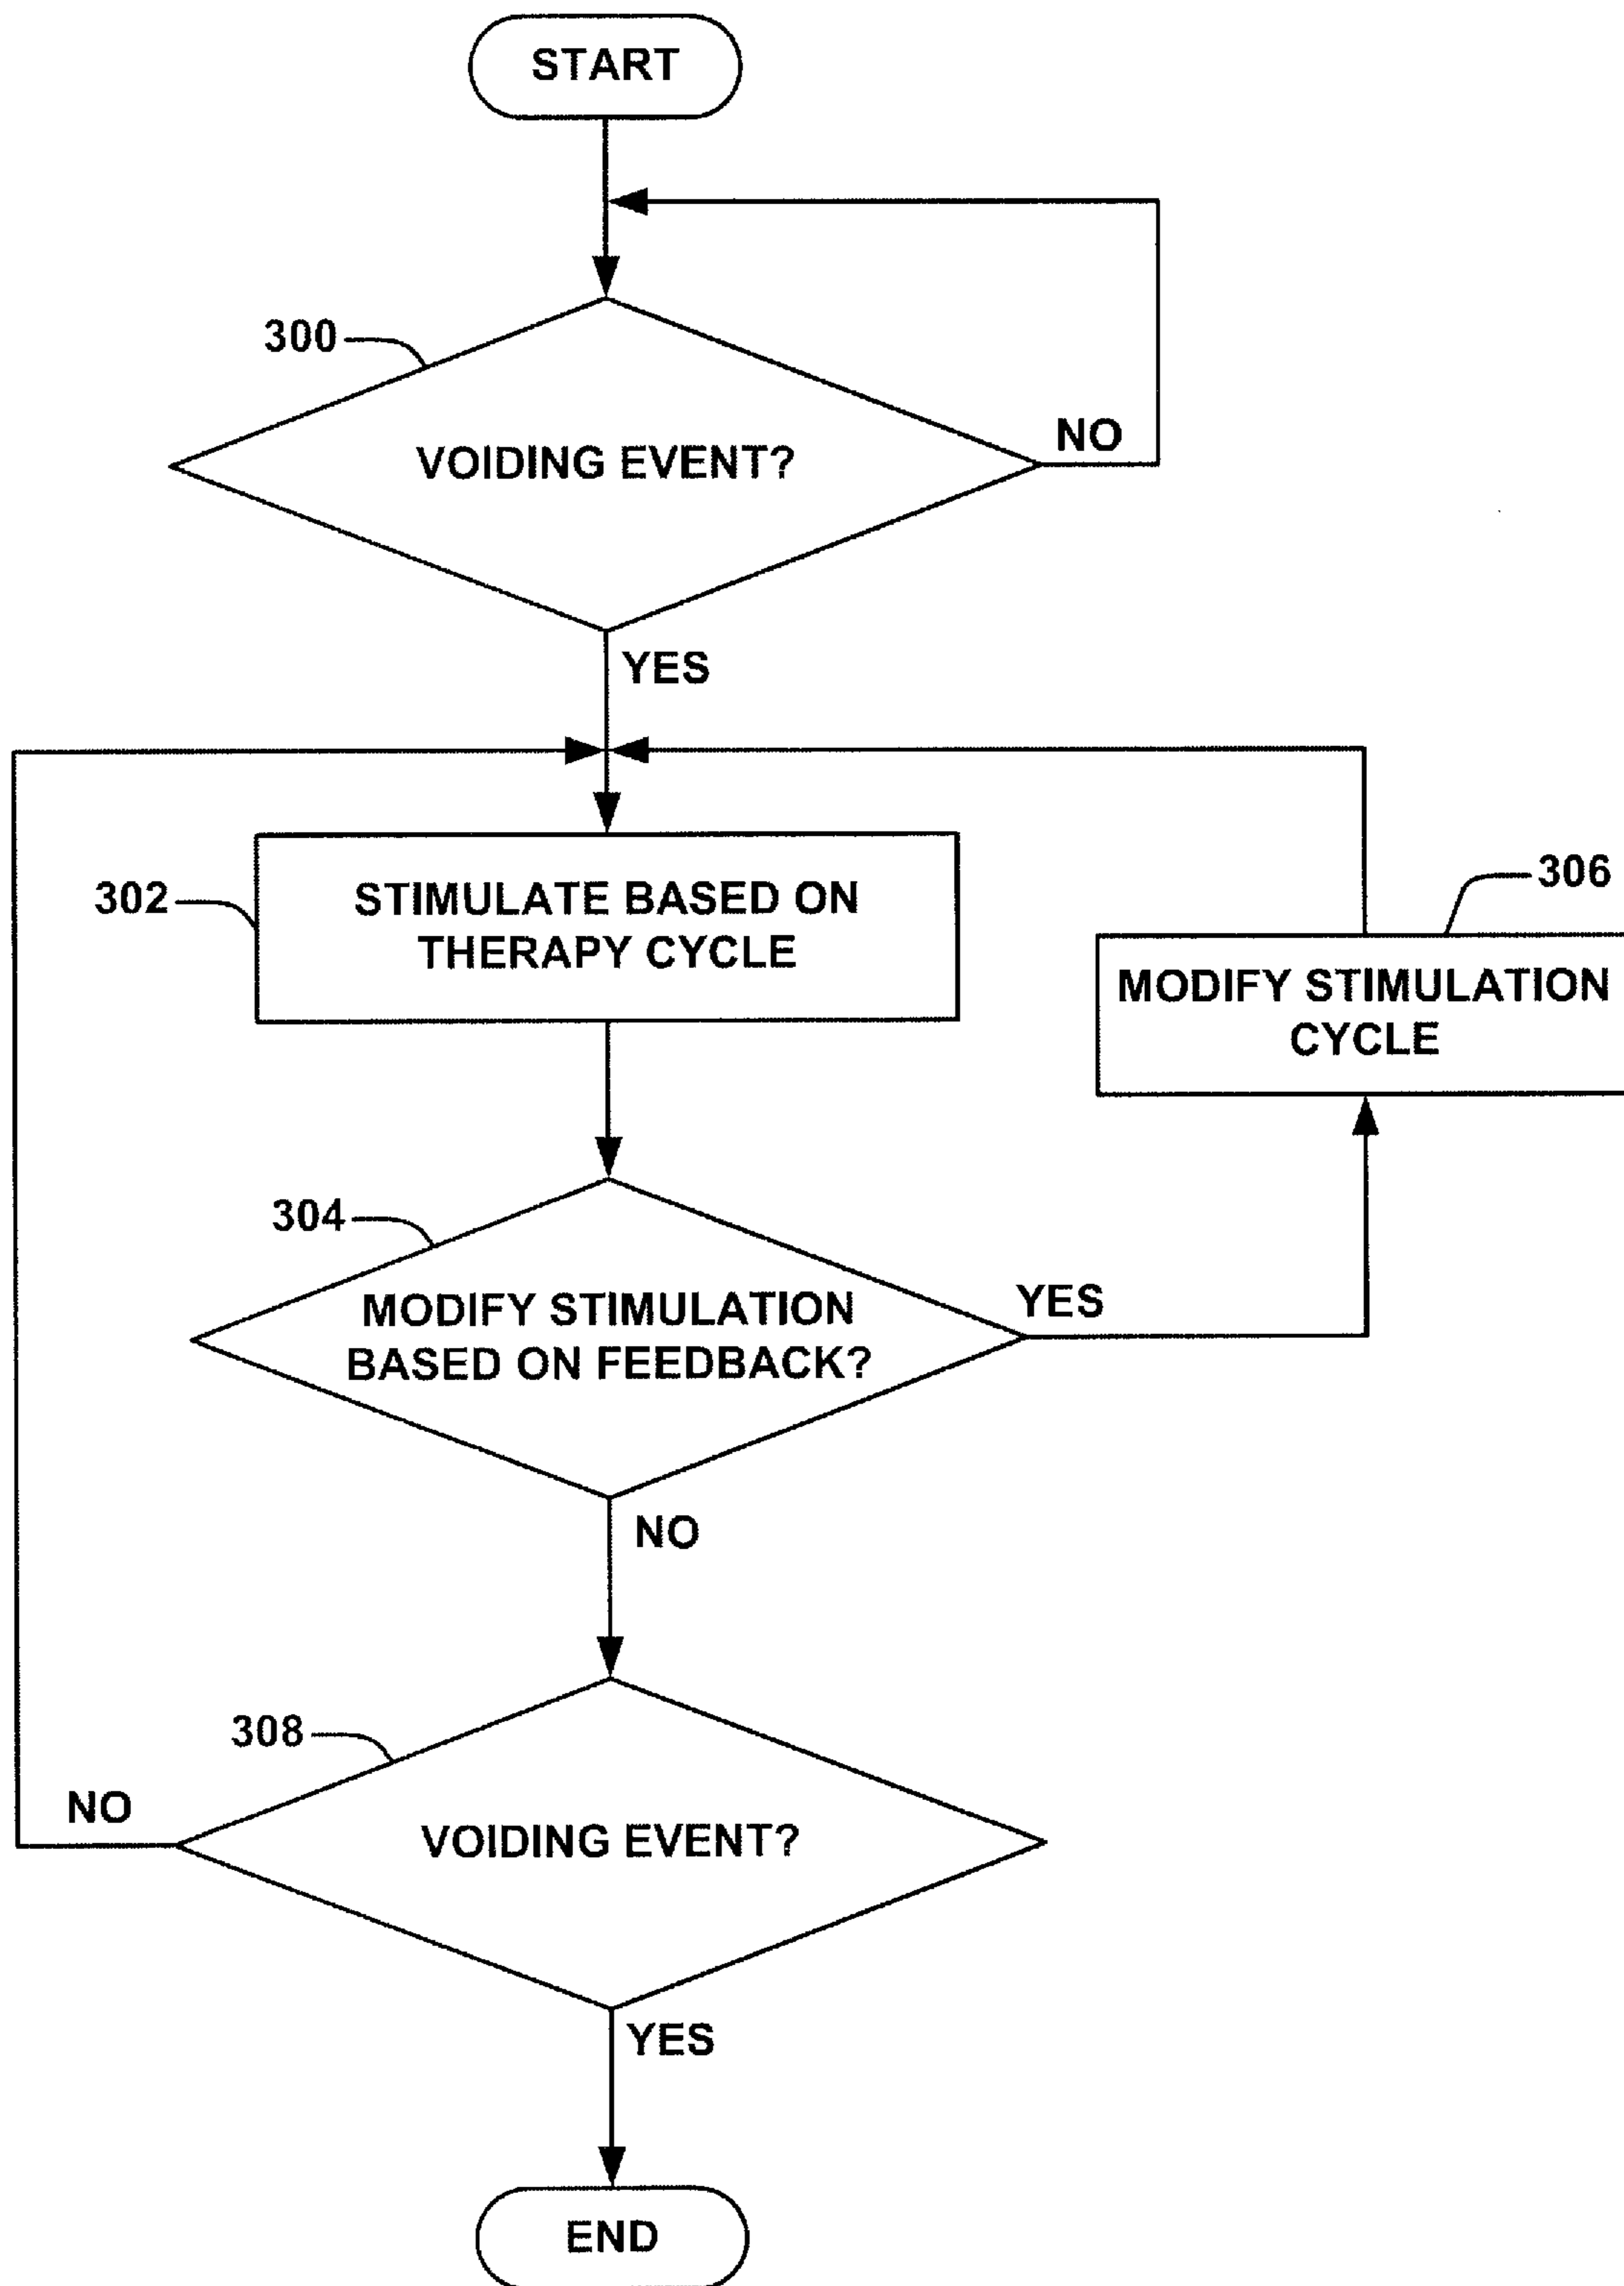 START
300
VOIDING EVENT?
NO
YES
302
STIMULATE BASED ON
THERAPY CYCLE
306
MODIFY STIMULATION
CYCLE
304
MODIFY STIMULATION
BASED ON FEEDBACK?
YES
NO
308
NO
VOIDING EVENT?
YES
END